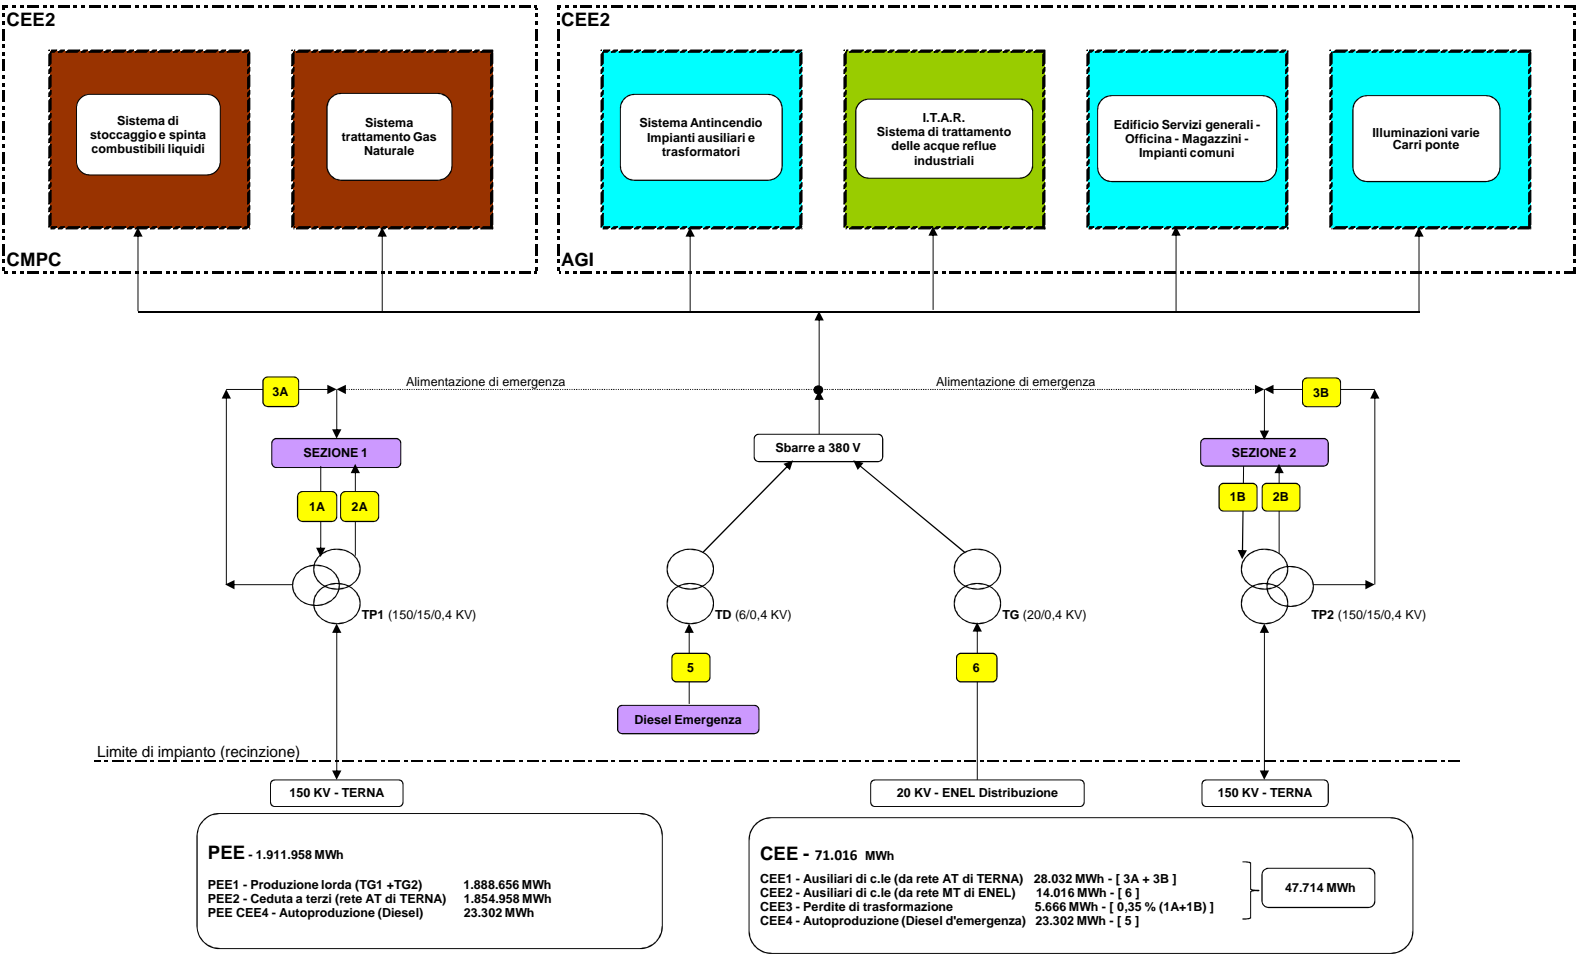 CEE2
CEE2
Sistema di
stoccaggio e spinta
combustibili liquidi
Sistema
trattamento Gas
Naturale
Sistema Antincendio
Impianti ausiliari e
trasformatori
I.T.A.R.
Sistema di trattamento
delle acque reflue
industriali
Edificio Servizi generali -
Officina - Magazzini -
Impianti comuni
Illuminazioni varie
Carri ponte
CMPC
AGI
Alimentazione di emergenza
Alimentazione di emergenza
3A
3B
Sbarre a 380 V
SEZIONE 1
SEZIONE 2
1A
2A
1B
2B
TP1 (150/15/0,4 KV)
TD (6/0,4 KV)
TG (20/0,4 KV)
TP2 (150/15/0,4 KV)
5
6
Diesel Emergenza
Limite di impianto (recinzione)
150 KV - TERNA
20 KV - ENEL Distribuzione
150 KV - TERNA
PEE - 1.911.958 MWh
PEE1 - Produzione lorda (TG1 +TG2) 1.888.656 MWh
PEE2 - Ceduta a terzi (rete AT di TERNA) 1.854.958 MWh
PEE CEE4 - Autoproduzione (Diesel) 23.302 MWh
CEE - 71.016 MWh
CEE1 - Ausiliari di c.le (da rete AT di TERNA) 28.032 MWh - [ 3A + 3B ]
CEE2 - Ausiliari di c.le (da rete MT di ENEL) 14.016 MWh - [ 6 ]
CEE3 - Perdite di trasformazione 5.666 MWh - [ 0,35 % (1A+1B) ]
CEE4 - Autoproduzione (Diesel d'emergenza) 23.302 MWh - [ 5 ]
47.714 MWh